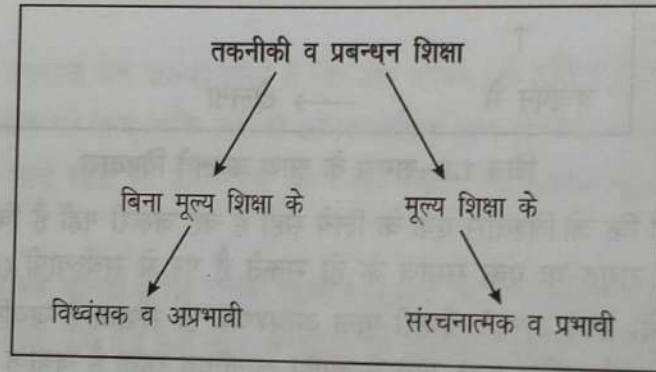 तकनीकी व प्रबन्धन शिक्षा
बिना मूल्य शिक्षा के
मूल्य शिक्षा के
विध्वंसक व अप्रभावी
संरचनात्मक व प्रभावी